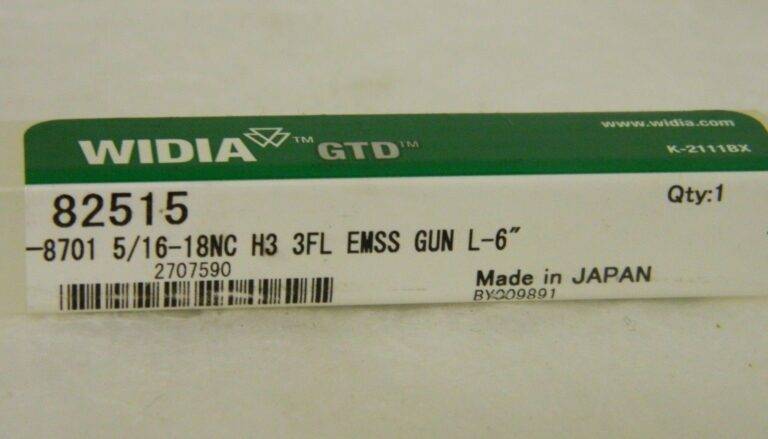 WIDIA™ GTD™
www.widia.com
K-2111BX
82515
Qty:1
-8701 5/16-18NC H3 3FL EMSS GUN L-6"
2707590
Made in JAPAN
BY009891